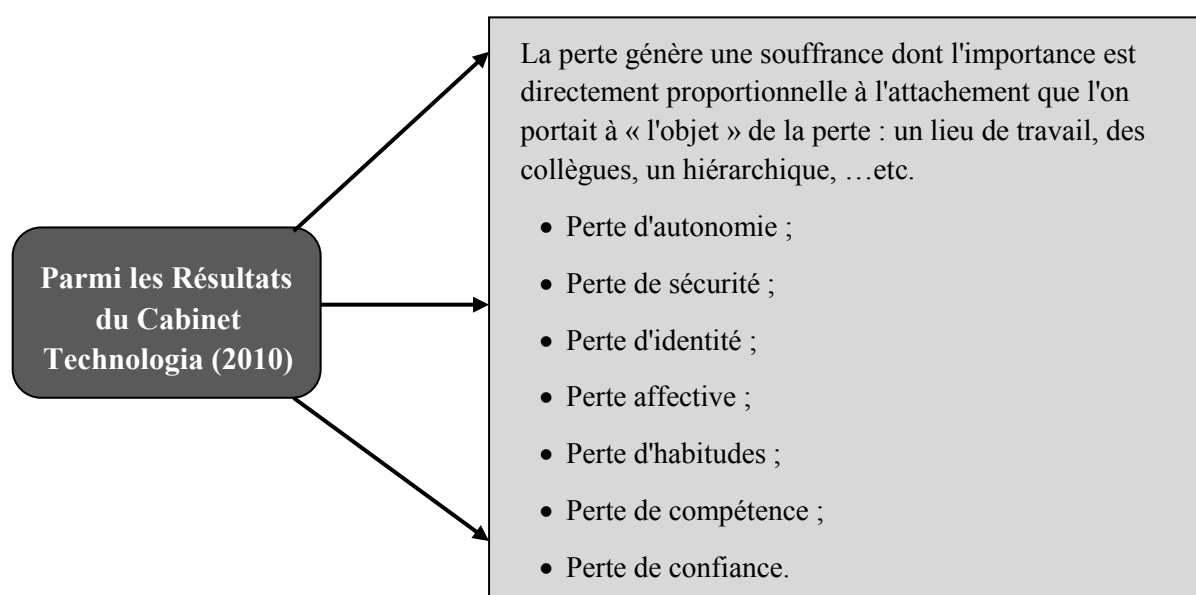 La perte génère une souffrance dont l'importance est
directement proportionnelle à l'attachement que l'on
portait à « l'objet » de la perte : un lieu de travail, des
collègues, un hiérarchique, …etc.
• Perte d'autonomie ;
• Perte de sécurité ;
• Perte d'identité ;
• Perte affective ;
• Perte d'habitudes ;
• Perte de compétence ;
• Perte de confiance.
Parmi les Résultats
du Cabinet
Technologia (2010)